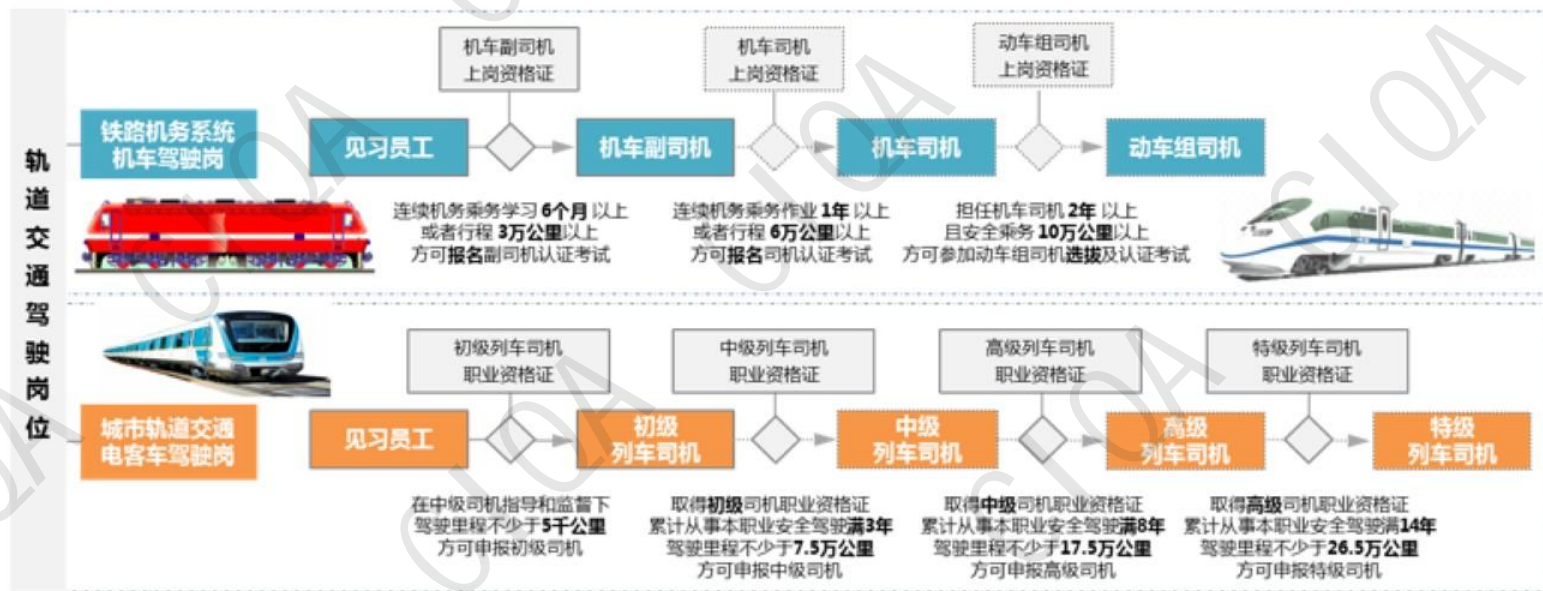 轨道交通驾驶岗位
机车副司机
上岗资格证
机车司机
上岗资格证
动车组司机
上岗资格证
铁路机务系统
机车驾驶岗
见习员工
机车副司机
机车司机
动车组司机
连续机务乘务学习 6个月 以上
或者行程 3万公里以上
方可报名副司机认证考试
连续机务乘务作业 1年 以上
或者行程 6万公里以上
方可报名司机认证考试
担任机车司机 2年 以上
且安全乘务 10万公里以上
方可参加动车组司机选拔及认证考试
初级列车司机
职业资格证
中级列车司机
职业资格证
高级列车司机
职业资格证
特级列车司机
职业资格证
城市轨道交通
电客车驾驶岗
见习员工
初级
列车司机
中级
列车司机
高级
列车司机
特级
列车司机
在中级司机指导和监督下
驾驶里程不少于5千公里
方可申报初级司机
取得初级司机职业资格证
累计从事本职业安全驾驶满3年
驾驶里程不少于7.5万公里
方可申报中级司机
取得中级司机职业资格证
累计从事本职业安全驾驶满8年
驾驶里程不少于17.5万公里
方可申报高级司机
取得高级司机职业资格证
累计从事本职业安全驾驶满14年
驾驶里程不少于26.5万公里
方可申报特级司机